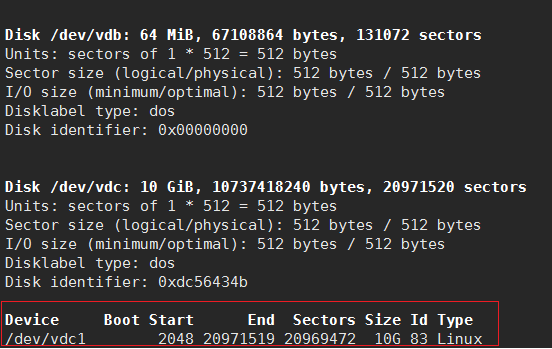 Disk /dev/vdb: 64 MiB, 67108864 bytes, 131072 sectors
Units: sectors of 1 * 512 = 512 bytes
Sector size (logical/physical): 512 bytes / 512 bytes
I/O size (minimum/optimal): 512 bytes / 512 bytes
Disklabel type: dos
Disk identifier: 0x00000000
Disk /dev/vdc: 10 GiB, 10737418240 bytes, 20971520 sectors
Units: sectors of 1 * 512 = 512 bytes
Sector size (logical/physical): 512 bytes / 512 bytes
I/O size (minimum/optimal): 512 bytes / 512 bytes
Disklabel type: dos
Disk identifier: 0xdc56434b
Device     Boot Start      End  Sectors Size Id Type
/dev/vdc1        2048 20971519 20969472  10G 83 Linux